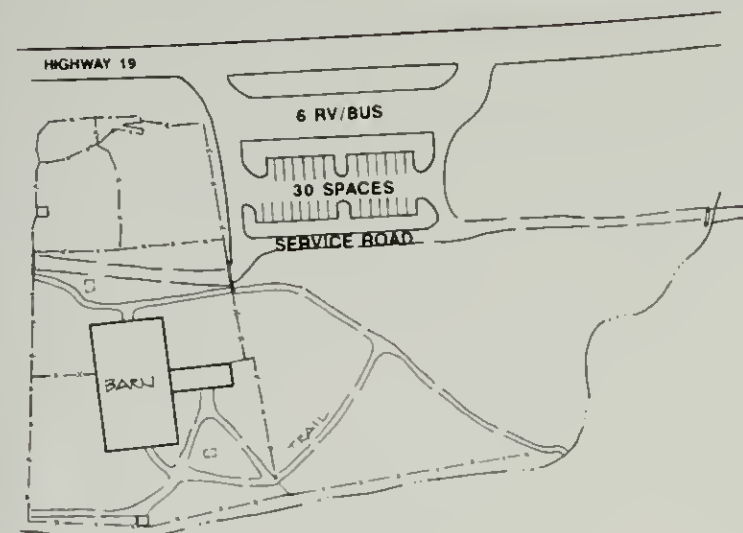 HIGHWAY 19
6 RV/BUS
30 SPACES
SERVICE ROAD
BARN
TRAIL